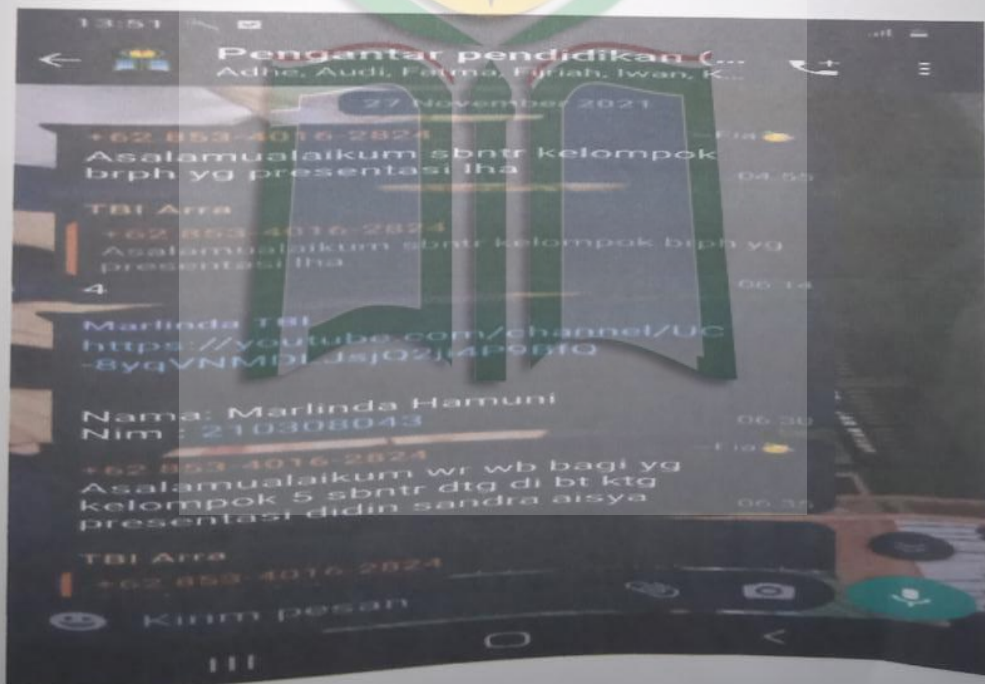 13:51
Pengantar pendidikan (...
Adhe, Audi, Fatma, Fitriah, Iwan, K...
27 November 2021
+62 853-4016-2824 ~Fia
Asalamualaikum sbntr kelompok
brph yg presentasi lha 04.55
TBI Arra
+62 853-4016-2824
Asalamualaikum sbntr kelompok brph yg
presentasi lha
4 06.14
Marlinda TBI
https://youtube.com/channel/UC
Nama: Marlinda Hamuni
Nim : 210308043 06.30
+62 853-4016-2824 ~Fia
Asalamualaikum wr wb bagi yg
kelompok 5 sbntr dtg di bt ktg
presentasi didin sandra aisya
TBI Arra
+62 853-4016-2824
Kirim pesan